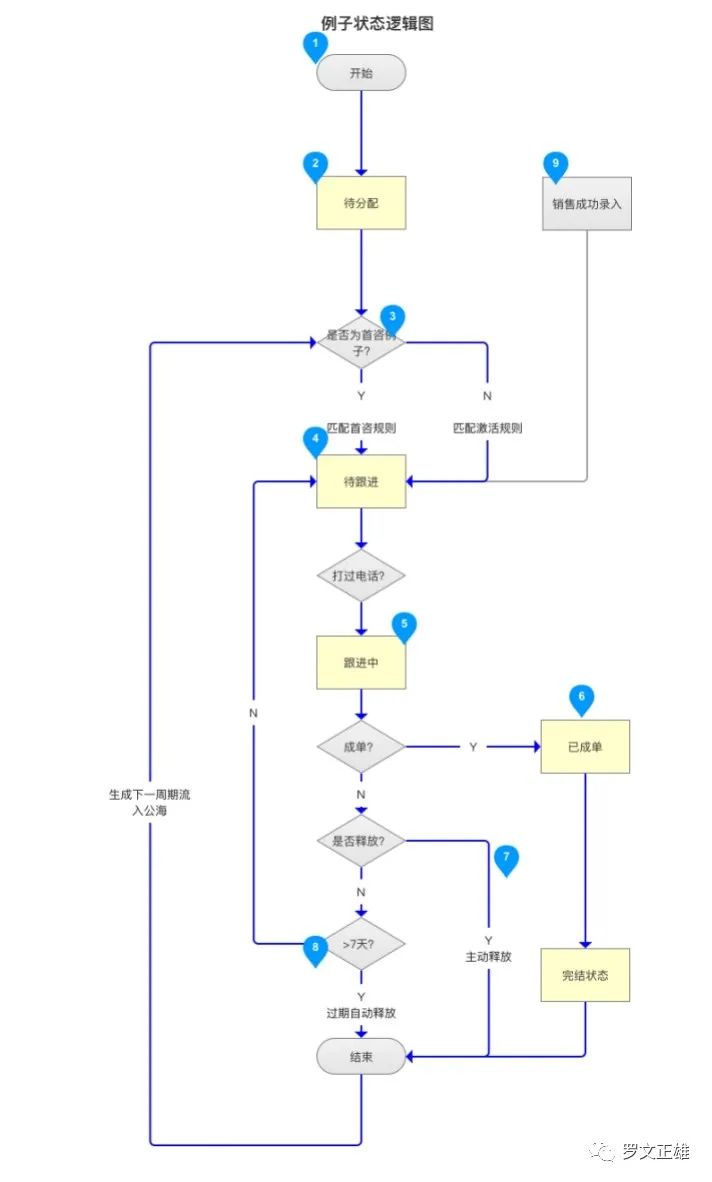 例子状态逻辑图
1
开始
2
待分配
9
销售成功录入
3
是否为首咨例
子?
Y
N
匹配首咨规则
匹配激活规则
4
待跟进
打过电话?
5
跟进中
6
N
成单?
Y
已成单
生成下一周期流
入公海
N
是否释放?
7
N
8
>7天?
Y
主动释放
完结状态
Y
过期自动释放
结束
罗文正雄